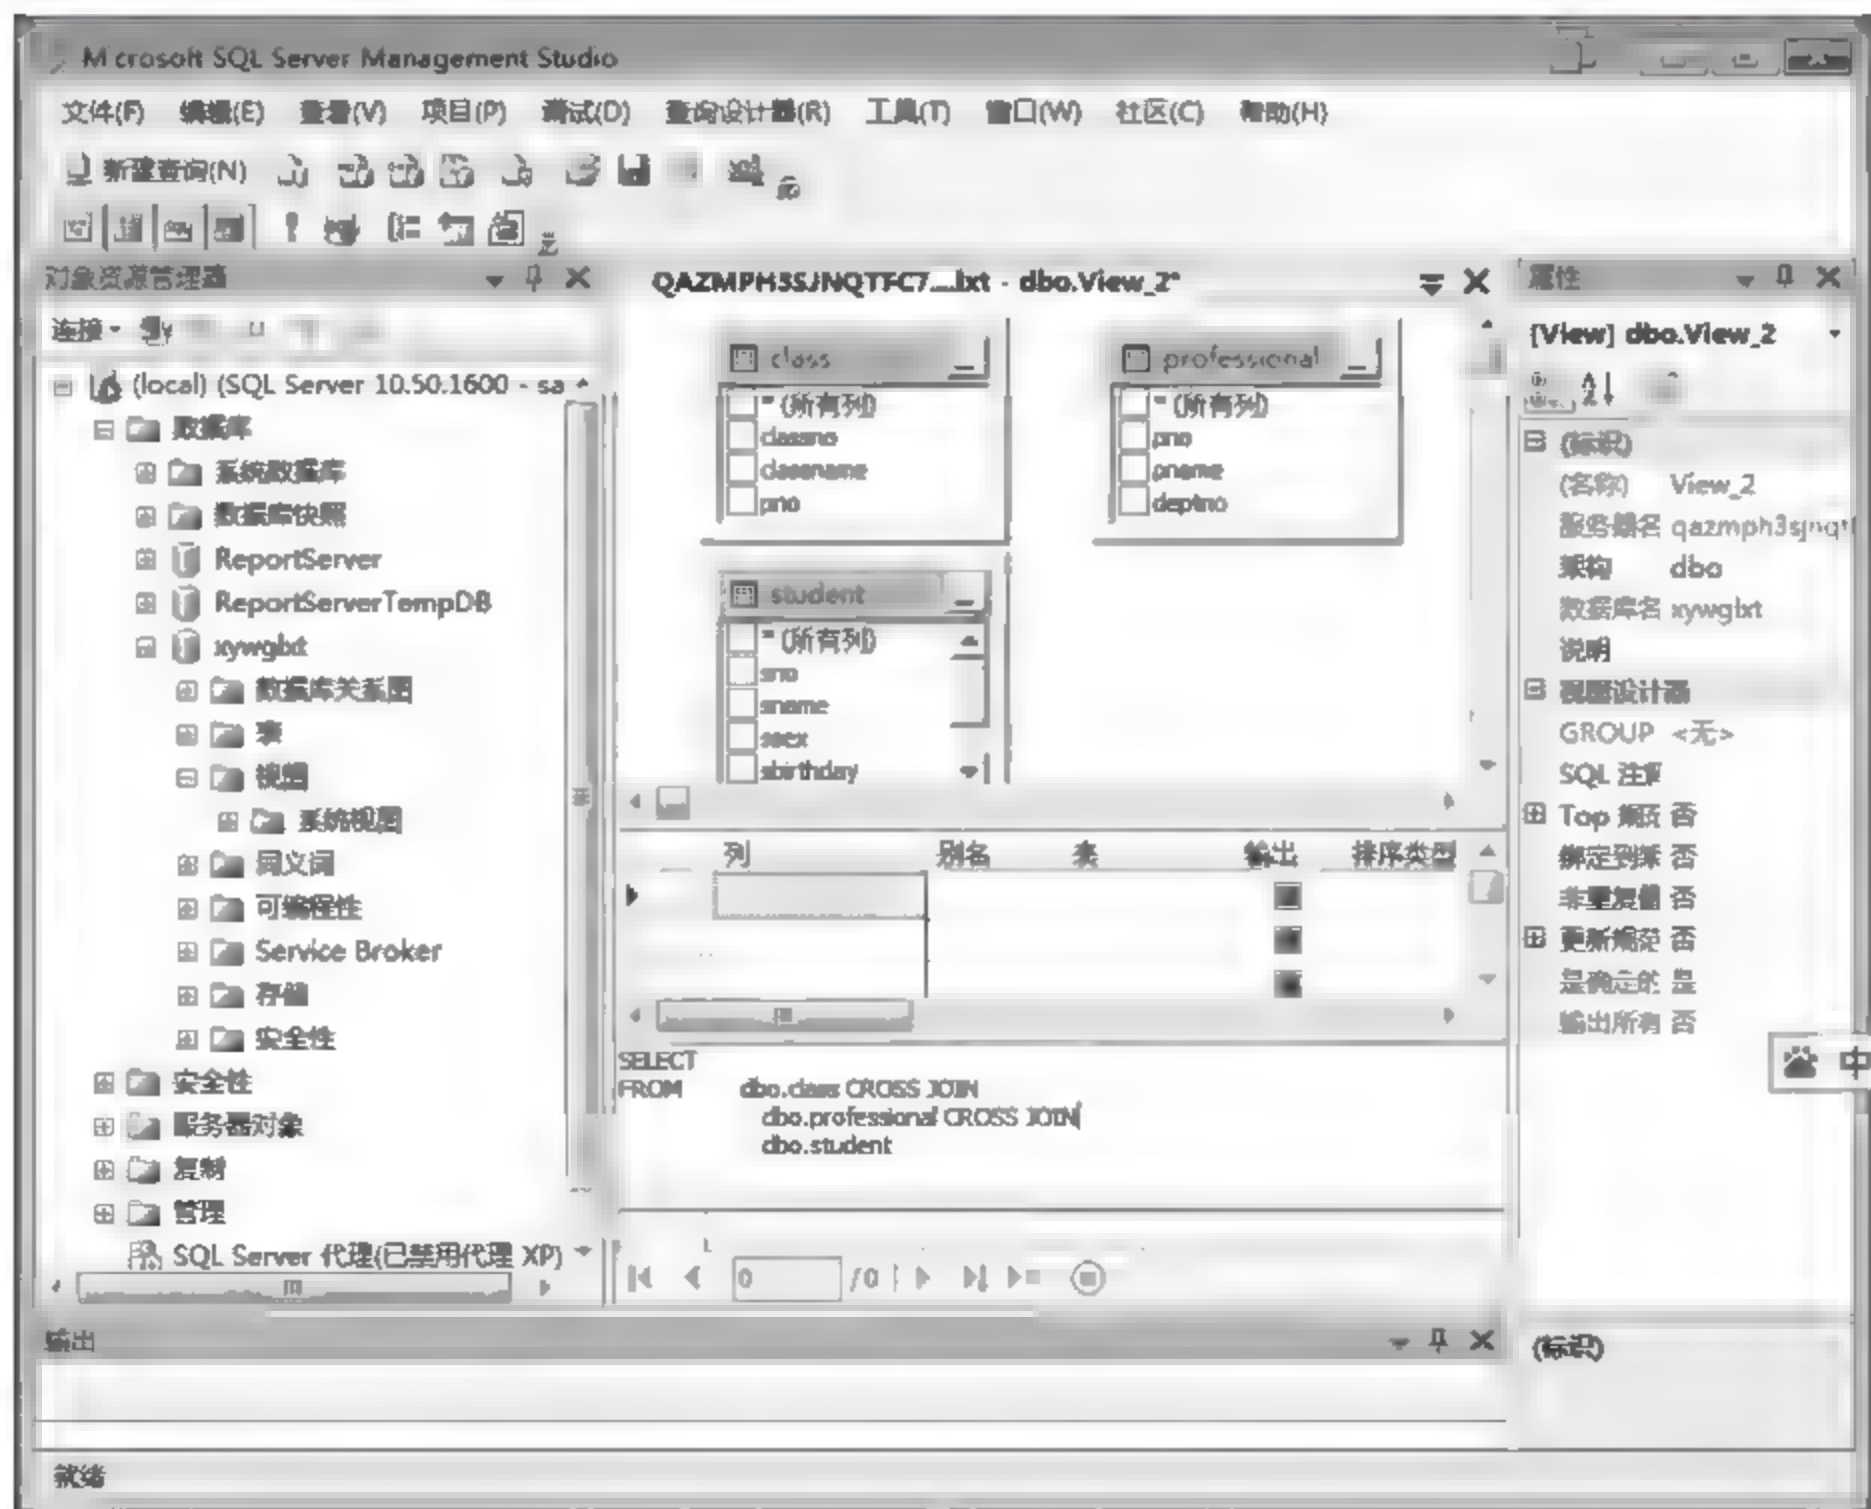 Microsoft SQL Server Management Studio
文件(F) 编辑(E) 查看(V) 项目(P) 调试(D) 查询设计器(R) 工具(T) 窗口(W) 社区(C) 帮助(H)
新建查询(N)
对象资源管理器
连接
(local) (SQL Server 10.50.1600 - sa
数据库
系统数据库
数据库快照
ReportServer
ReportServerTempDB
xywglxt
数据库关系图
表
视图
系统视图
同义词
可编程性
Service Broker
存储
安全性
安全性
服务器对象
复制
管理
SQL Server 代理(已禁用代理 XP)
QAZMPH3SJNQTFC7....lxt - dbo.View_2*
class
* (所有列)
classno
classname
pno
professional
* (所有列)
pno
pname
deptno
student
* (所有列)
sno
sname
ssex
sbirthday
列 别名 表 输出 排序类型
SELECT
FROM dbo.class CROSS JOIN
dbo.professional CROSS JOIN
dbo.student
0 /0
属性
[View] dbo.View_2
(标识)
(名称) View_2
服务器名 qazmph3sjnqtf
架构 dbo
数据库名 xywglxt
说明
视图设计器
GROUP <无>
SQL 注释
Top 规范 否
绑定到架 否
非重复值 否
更新规范 否
是确定的 是
输出所有 否
中
(标识)
输出
就绪